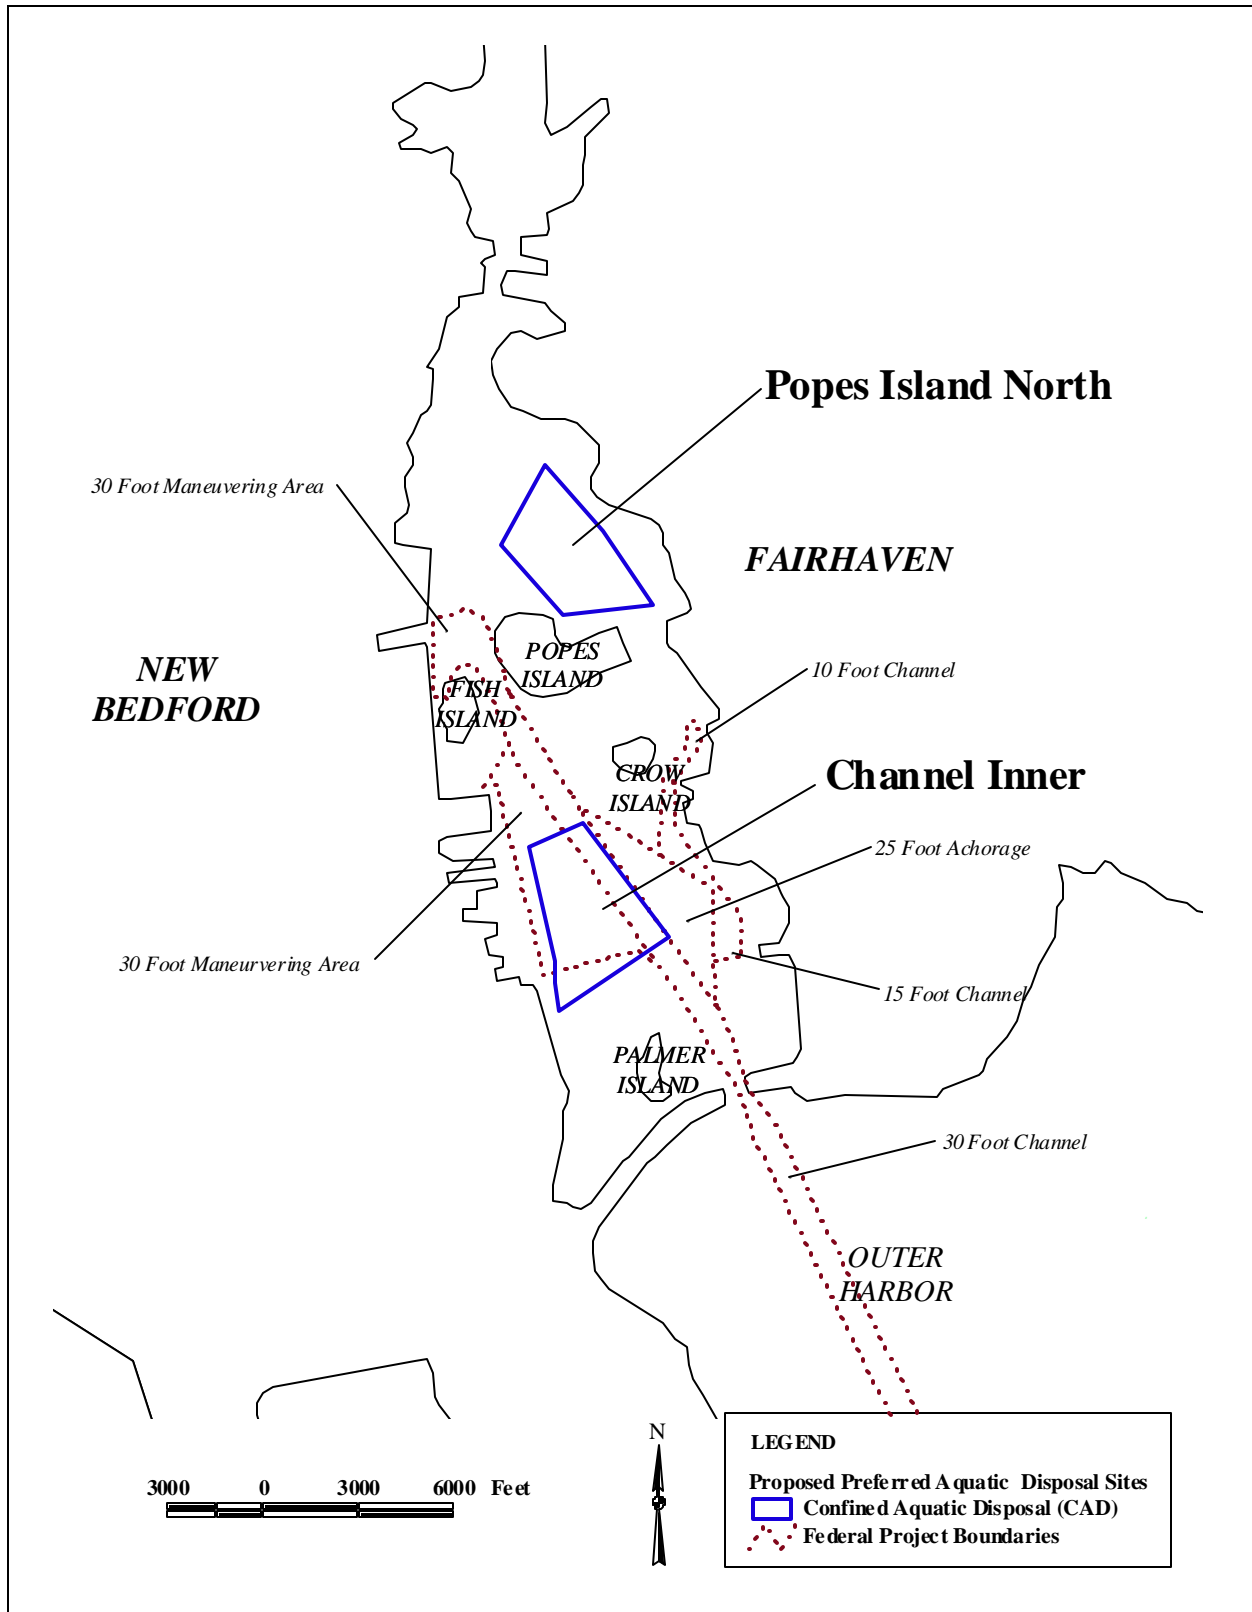 Popes Island North
30 Foot Maneuvering Area
FAIRHAVEN
POPES
ISLAND
NEW
BEDFORD
10 Foot Channel
FISH
ISLAND
CROW
ISLAND
Channel Inner
25 Foot Achorage
30 Foot Maneurvering Area
15 Foot Channel
PALMER
ISLAND
30 Foot Channel
OUTER
HARBOR
N
LEGEND
Proposed Preferred Aquatic Disposal Sites
Confined Aquatic Disposal (CAD)
Federal Project Boundaries
3000 0 3000 6000 Feet